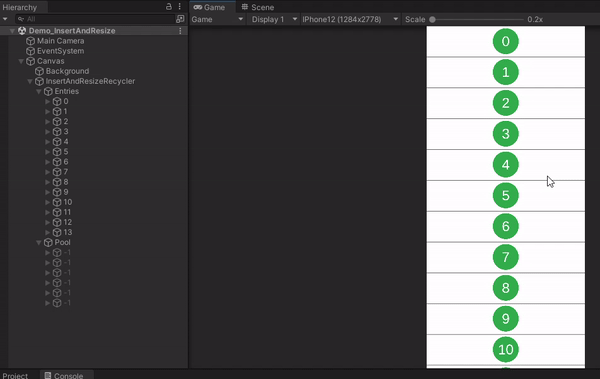 Hierarchy
All
Demo_InsertAndResize
Main Camera
EventSystem
Canvas
Background
InsertAndResizeRecycler
Entries
0
1
2
3
4
5
6
7
8
9
10
11
12
13
Pool
-1
-1
-1
-1
-1
-1
Game Scene
Game Display 1 IPhone12 (1284x2778) Scale 0.2x
0
1
2
3
4
5
6
7
8
9
10
Project Console